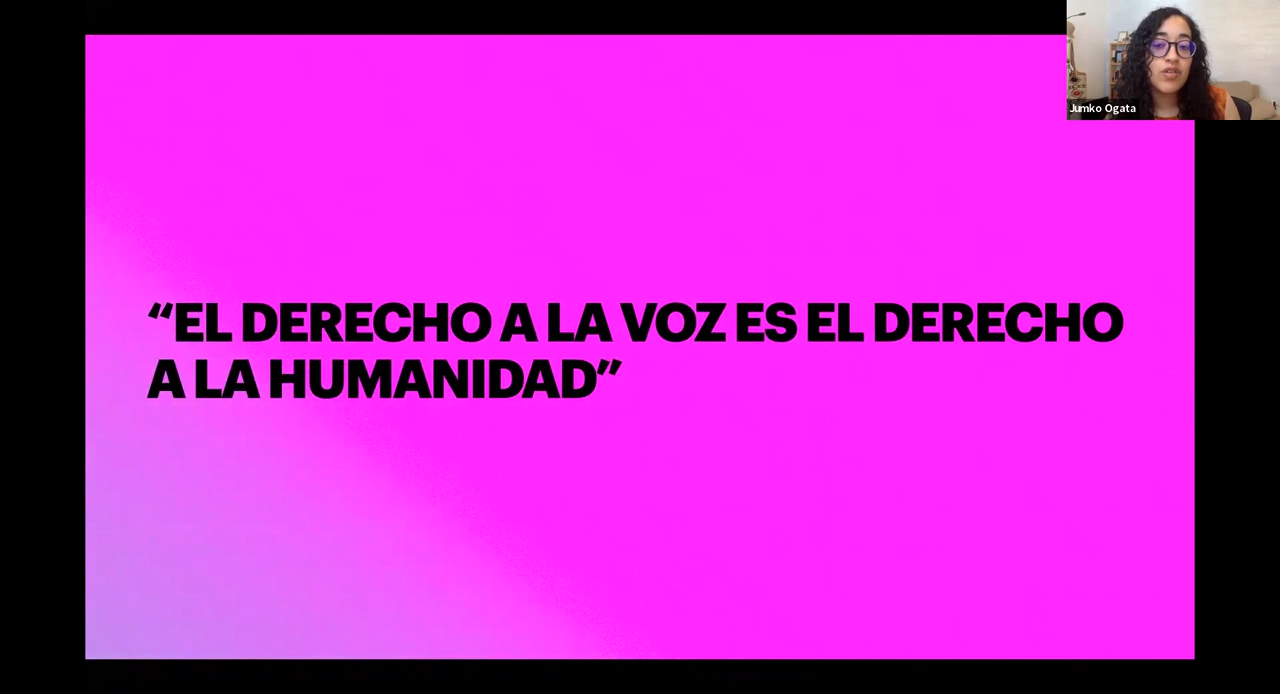 Jumko Ogata
“EL DERECHO A LA VOZ ES EL DERECHO
A LA HUMANIDAD”